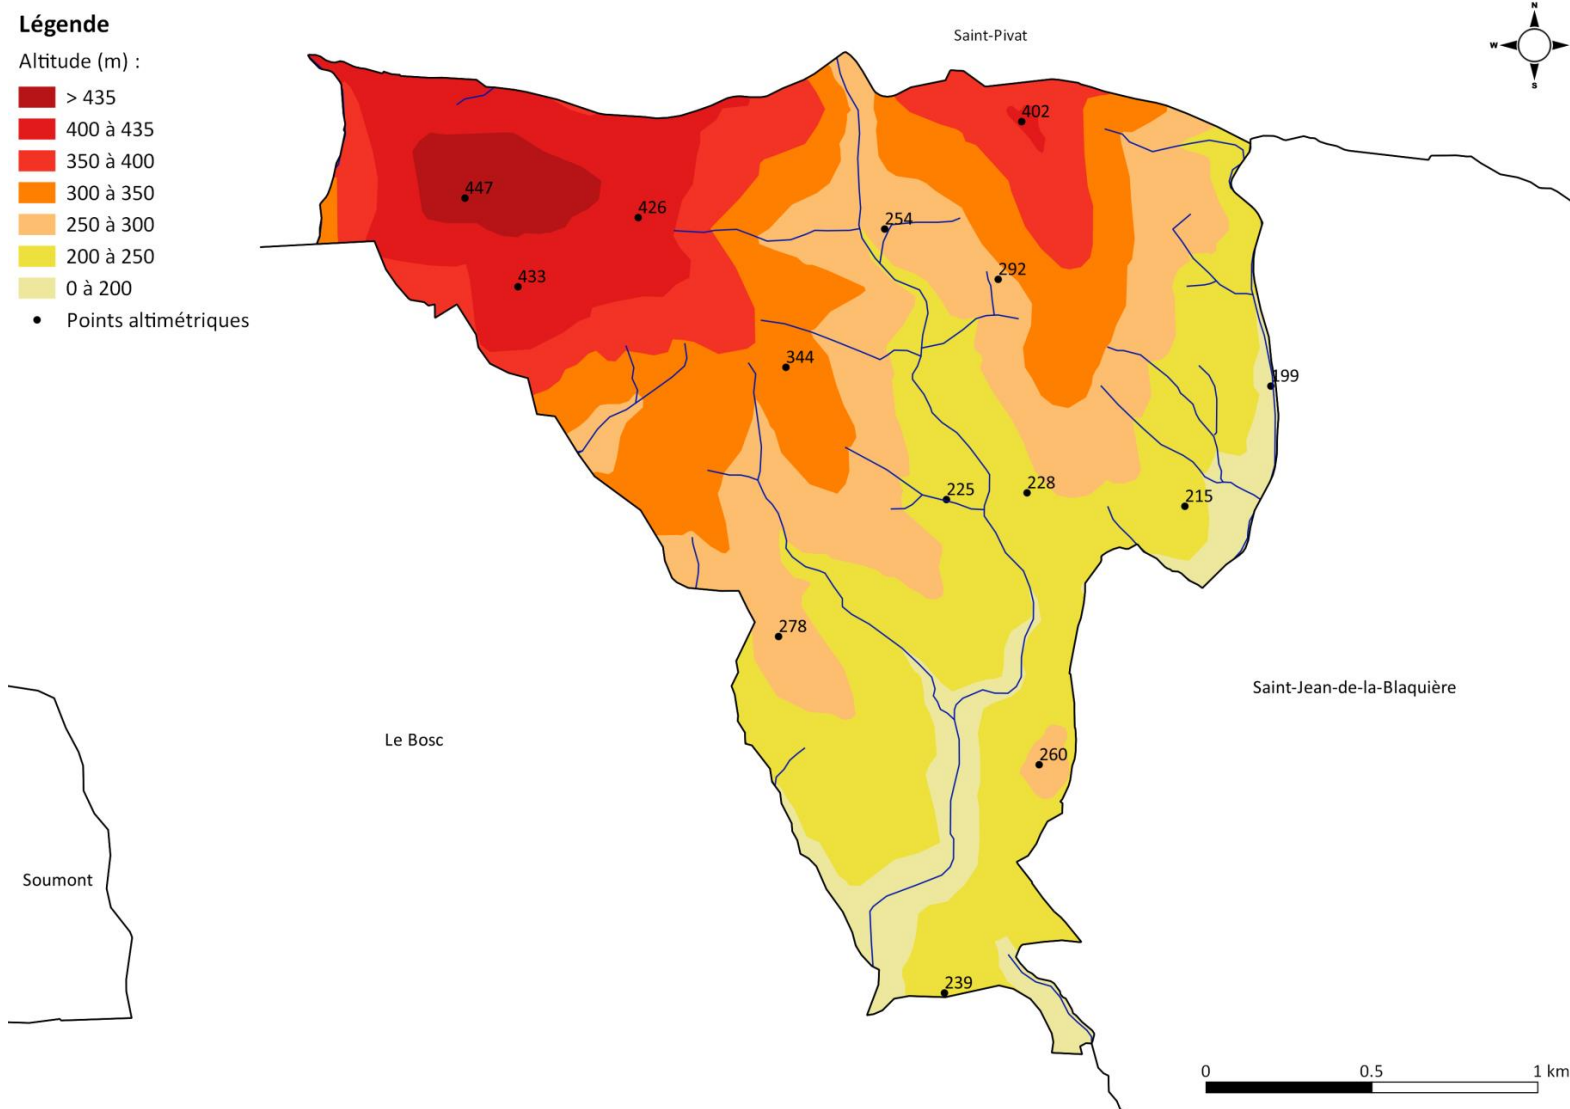 Légende
Altitude (m) :
> 435
400 à 435
350 à 400
300 à 350
250 à 300
200 à 250
0 à 200
Points altimétriques
Saint-Pivat
N
W
E
S
402
447
426
254
292
433
344
199
225
228
215
278
Saint-Jean-de-la-Blaquière
Le Bosc
260
Soumont
239
0 0.5 1 km